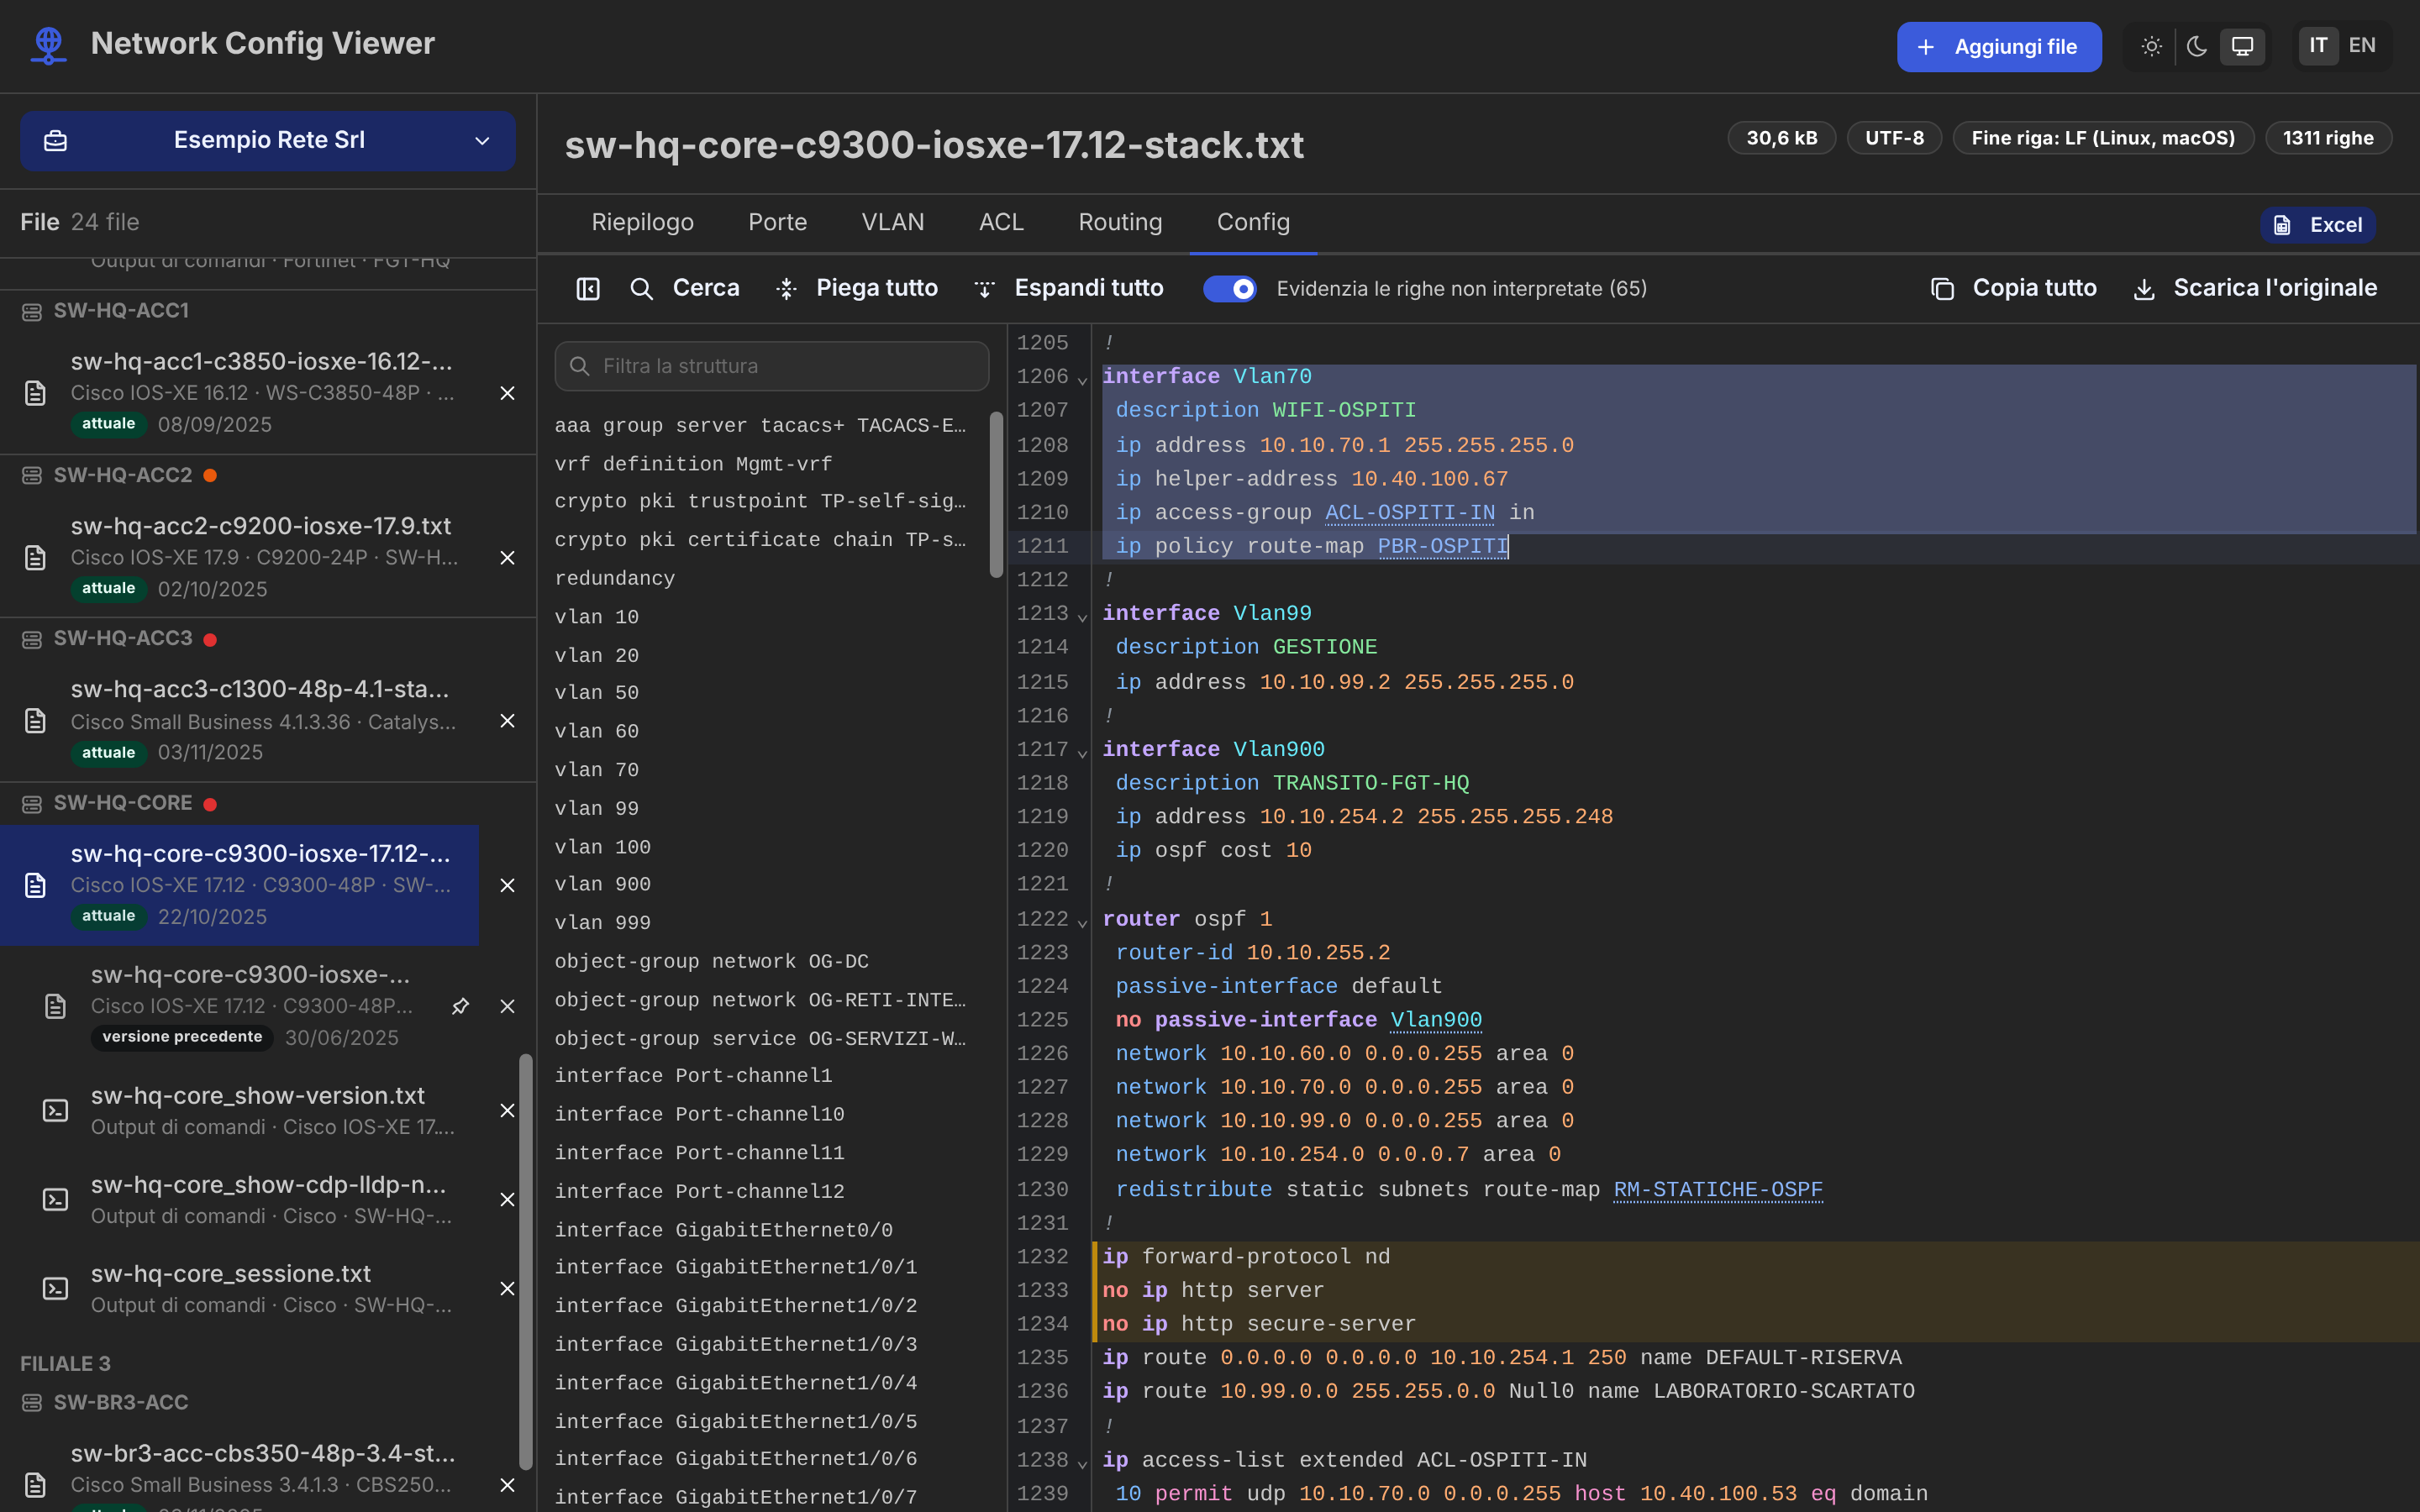 Network Config Viewer
Aggiungi file
IT EN
Esempio Rete Srl
File 24 file
Output di comandi · Fortinet · FGT-HQ
SW-HQ-ACC1
sw-hq-acc1-c3850-iosxe-16.12-...
Cisco IOS-XE 16.12 · WS-C3850-48P · ...
attuale 08/09/2025
SW-HQ-ACC2
sw-hq-acc2-c9200-iosxe-17.9.txt
Cisco IOS-XE 17.9 · C9200-24P · SW-H...
attuale 02/10/2025
SW-HQ-ACC3
sw-hq-acc3-c1300-48p-4.1-sta...
Cisco Small Business 4.1.3.36 · Catalys...
attuale 03/11/2025
SW-HQ-CORE
sw-hq-core-c9300-iosxe-17.12-...
Cisco IOS-XE 17.12 · C9300-48P · SW-...
attuale 22/10/2025
sw-hq-core-c9300-iosxe-...
Cisco IOS-XE 17.12 · C9300-48P...
versione precedente 30/06/2025
sw-hq-core_show-version.txt
Output di comandi · Cisco IOS-XE 17....
sw-hq-core_show-cdp-lldp-n...
Output di comandi · Cisco · SW-HQ-...
sw-hq-core_sessione.txt
Output di comandi · Cisco · SW-HQ-...
FILIALE 3
SW-BR3-ACC
sw-br3-acc-cbs350-48p-3.4-st...
Cisco Small Business 3.4.1.3 · CBS250...
sw-hq-core-c9300-iosxe-17.12-stack.txt
30,6 kB UTF-8 Fine riga: LF (Linux, macOS) 1311 righe
Riepilogo Porte VLAN ACL Routing Config Excel
Cerca Piega tutto Espandi tutto Evidenzia le righe non interpretate (65) Copia tutto Scarica l'originale
Filtra la struttura
aaa group server tacacs+ TACACS-E...
vrf definition Mgmt-vrf
crypto pki trustpoint TP-self-sig...
crypto pki certificate chain TP-s...
redundancy
vlan 10
vlan 20
vlan 50
vlan 60
vlan 70
vlan 99
vlan 100
vlan 900
vlan 999
object-group network OG-DC
object-group network OG-RETI-INTE...
object-group service OG-SERVIZI-W...
interface Port-channel1
interface Port-channel10
interface Port-channel11
interface Port-channel12
interface GigabitEthernet0/0
interface GigabitEthernet1/0/1
interface GigabitEthernet1/0/2
interface GigabitEthernet1/0/3
interface GigabitEthernet1/0/4
interface GigabitEthernet1/0/5
interface GigabitEthernet1/0/6
interface GigabitEthernet1/0/7
1205 !
1206 interface Vlan70
1207 description WIFI-OSPITI
1208 ip address 10.10.70.1 255.255.255.0
1209 ip helper-address 10.40.100.67
1210 ip access-group ACL-OSPITI-IN in
1211 ip policy route-map PBR-OSPITI
1212 !
1213 interface Vlan99
1214 description GESTIONE
1215 ip address 10.10.99.2 255.255.255.0
1216 !
1217 interface Vlan900
1218 description TRANSITO-FGT-HQ
1219 ip address 10.10.254.2 255.255.255.248
1220 ip ospf cost 10
1221 !
1222 router ospf 1
1223 router-id 10.10.255.2
1224 passive-interface default
1225 no passive-interface Vlan900
1226 network 10.10.60.0 0.0.0.255 area 0
1227 network 10.10.70.0 0.0.0.255 area 0
1228 network 10.10.99.0 0.0.0.255 area 0
1229 network 10.10.254.0 0.0.0.7 area 0
1230 redistribute static subnets route-map RM-STATICHE-OSPF
1231 !
1232 ip forward-protocol nd
1233 no ip http server
1234 no ip http secure-server
1235 ip route 0.0.0.0 0.0.0.0 10.10.254.1 250 name DEFAULT-RISERVA
1236 ip route 10.99.0.0 255.255.0.0 Null0 name LABORATORIO-SCARTATO
1237 !
1238 ip access-list extended ACL-OSPITI-IN
1239 10 permit udp 10.10.70.0 0.0.0.255 host 10.40.100.53 eq domain